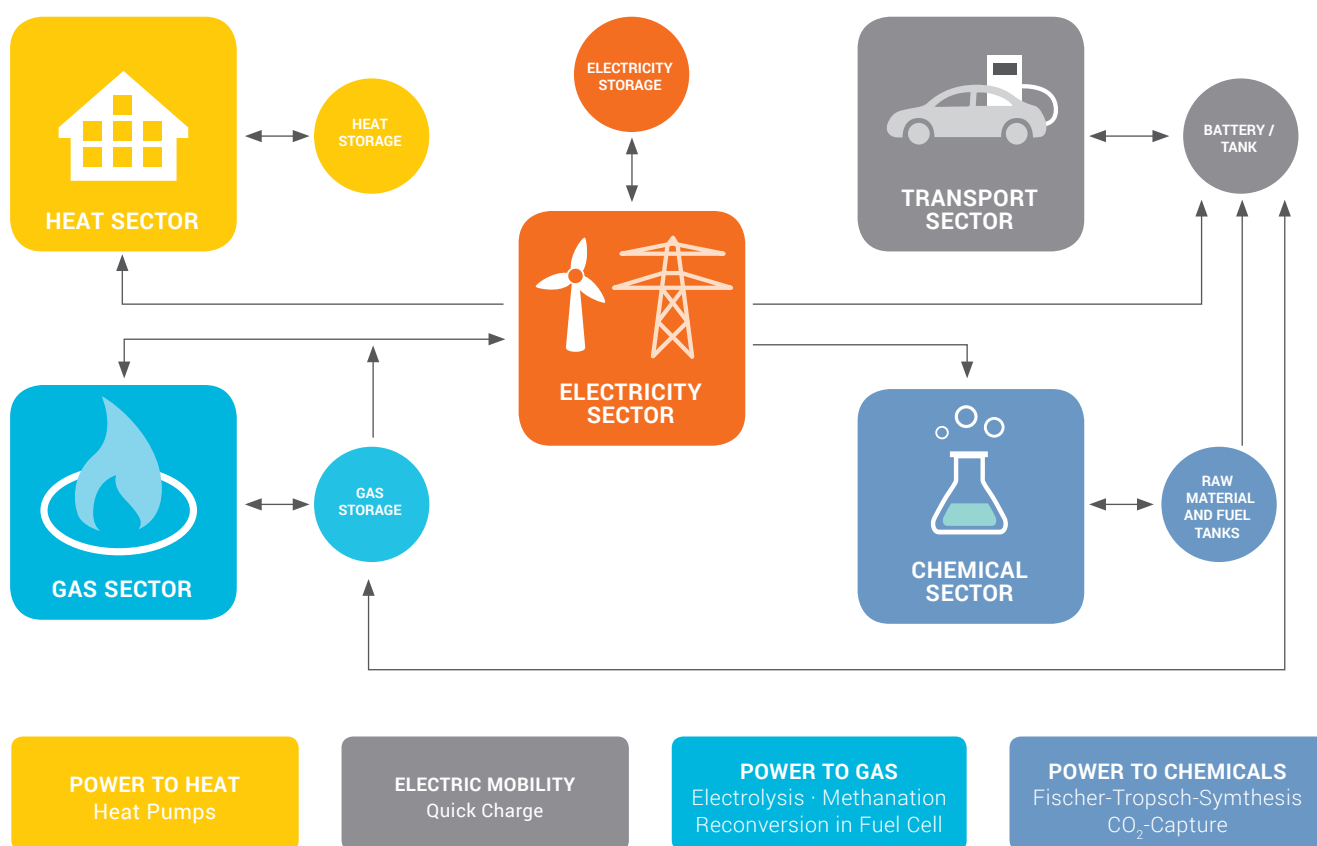 HEAT SECTOR
HEAT
STORAGE
ELECTRICITY
STORAGE
TRANSPORT
SECTOR
BATTERY /
TANK
ELECTRICITY
SECTOR
GAS SECTOR
GAS
STORAGE
CHEMICAL
SECTOR
RAW
MATERIAL
AND FUEL
TANKS
POWER TO HEAT
Heat Pumps
ELECTRIC MOBILITY
Quick Charge
POWER TO GAS
Electrolysis · Methanation
Reconversion in Fuel Cell
POWER TO CHEMICALS
Fischer-Tropsch-Symthesis
CO₂-Capture